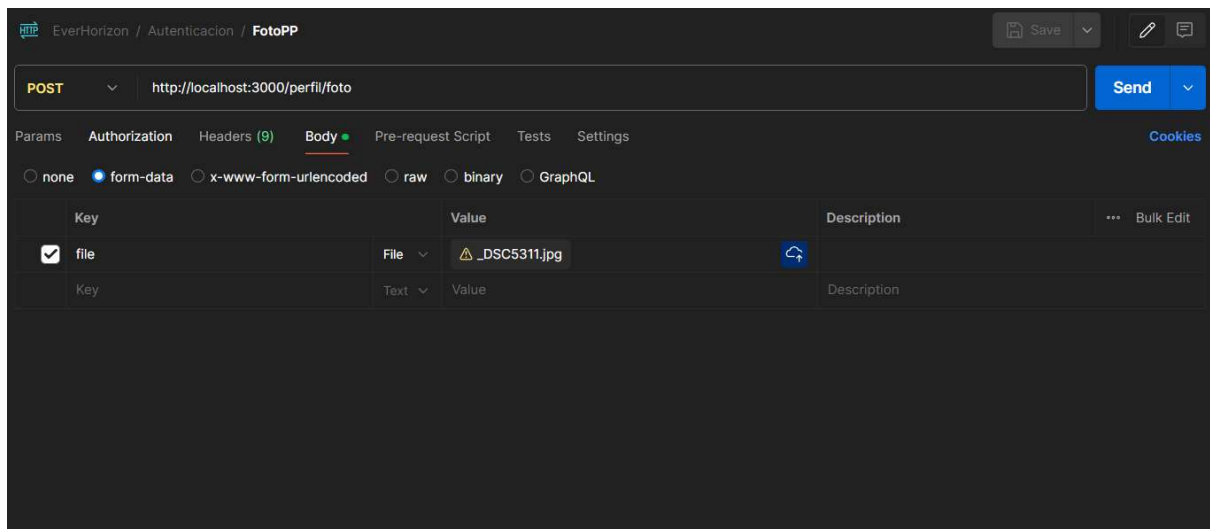 HTTP EverHorizon / Autenticacion / FotoPP Save
POST http://localhost:3000/perfil/foto Send
Params Authorization Headers (9) Body Pre-request Script Tests Settings Cookies
none form-data x-www-form-urlencoded raw binary GraphQL
Key Value Description ••• Bulk Edit
file File _DSC5311.jpg
Key Text Value Description